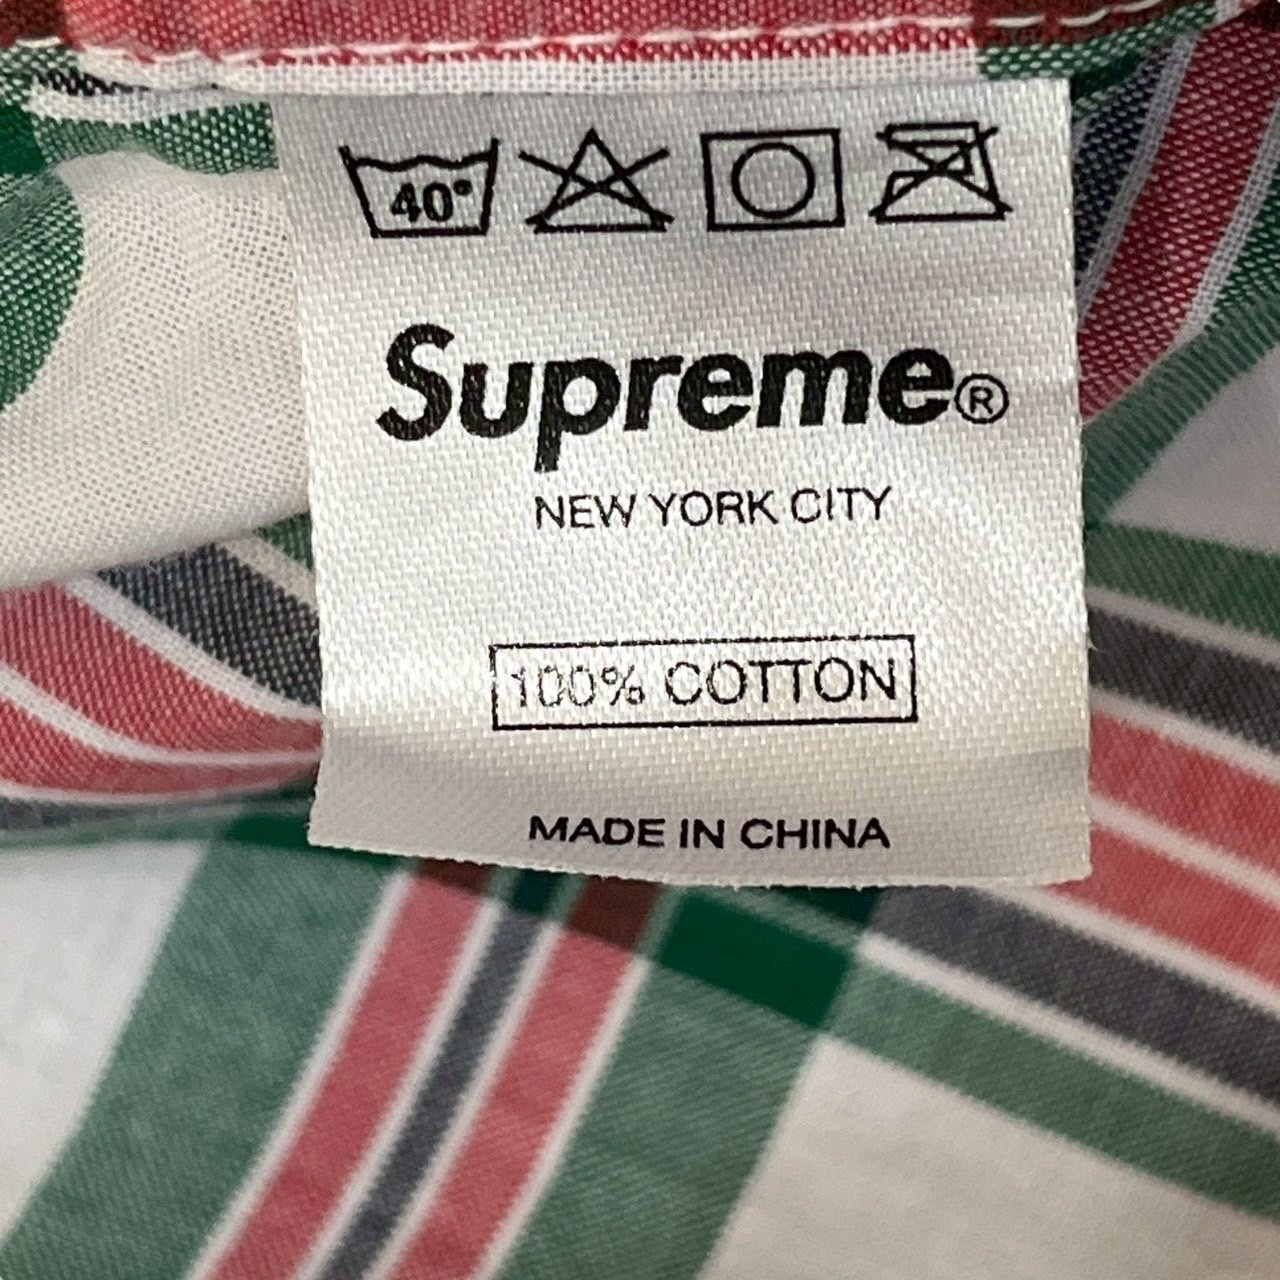 40°
Supreme®
NEW YORK CITY
100% COTTON
MADE IN CHINA